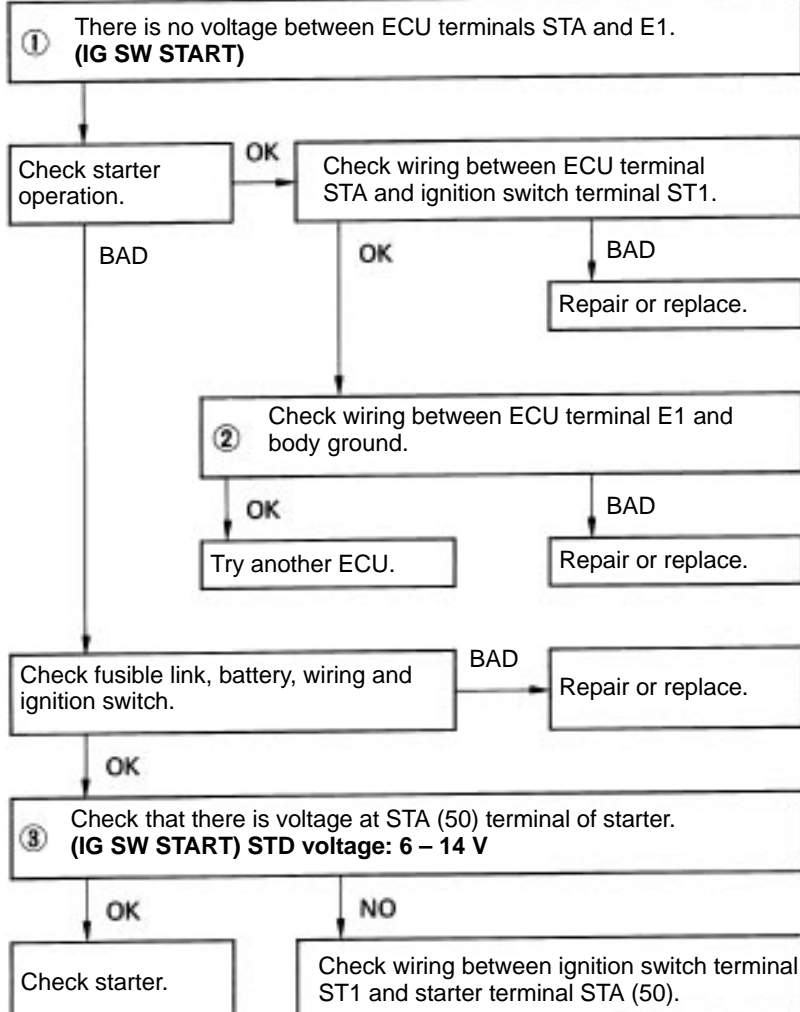 ① There is no voltage between ECU terminals STA and E1.
(IG SW START)
Check starter
operation.
OK
Check wiring between ECU terminal
STA and ignition switch terminal ST1.
BAD
OK
BAD
Repair or replace.
② Check wiring between ECU terminal E1 and
body ground.
OK
BAD
Try another ECU.
Repair or replace.
Check fusible link, battery, wiring and
ignition switch.
BAD
Repair or replace.
OK
③ Check that there is voltage at STA (50) terminal of starter.
(IG SW START) STD voltage: 6 – 14 V
OK
NO
Check starter.
Check wiring between ignition switch terminal
ST1 and starter terminal STA (50).